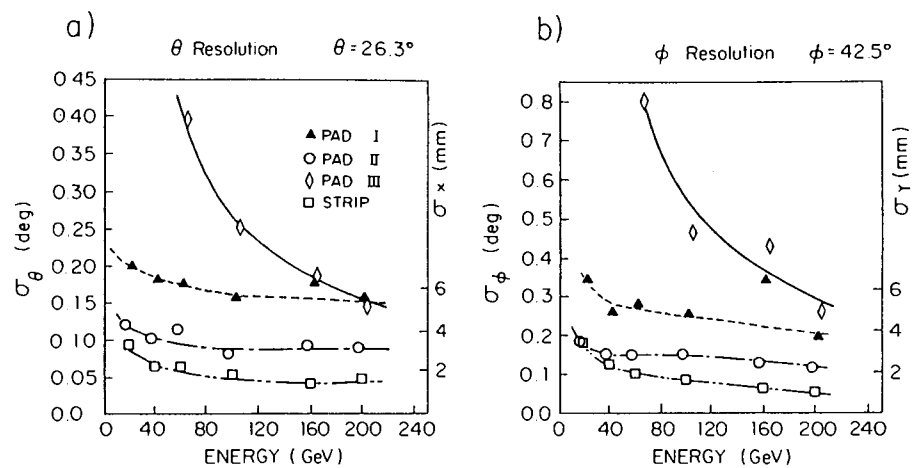 a)
θ Resolution θ = 26.3°
0.45
0.40
0.35
0.30
0.25
0.20
0.15
0.10
0.05
0.0
σθ (deg)
▲ PAD I
○ PAD II
◊ PAD III
□ STRIP
σx (mm)
6
4
2
0 40 80 120 160 200 240
ENERGY (GeV)
b)
ϕ Resolution ϕ = 42.5°
0.8
0.7
0.6
0.5
0.4
0.3
0.2
0.1
0.0
σϕ (deg)
σY (mm)
8
6
4
2
0 40 80 120 160 200 240
ENERGY (GeV)